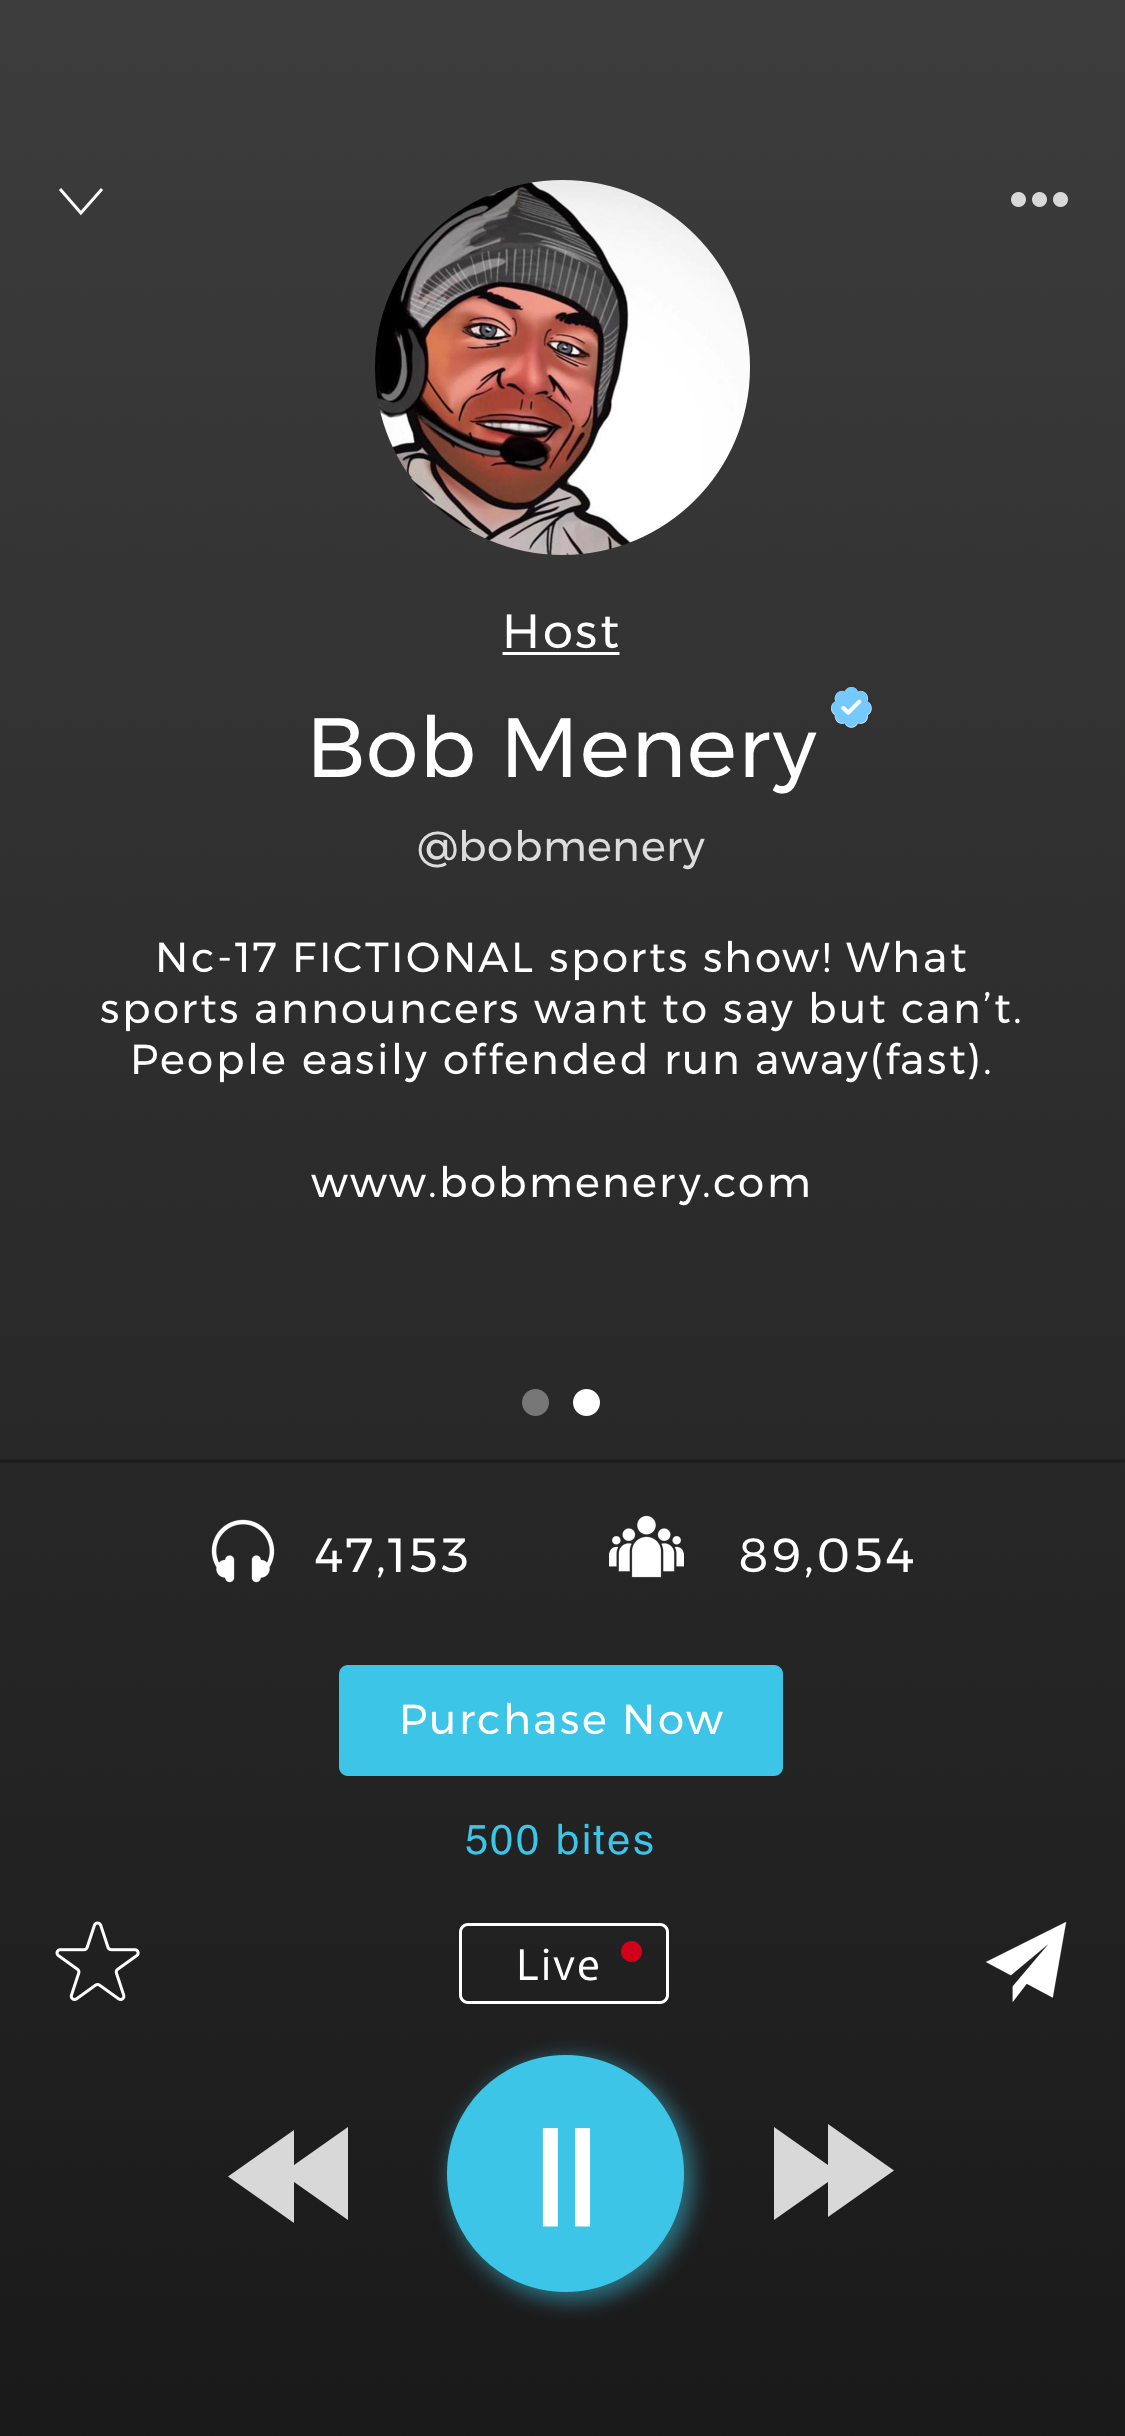 Host
Bob Menery
@bobmenery
Nc-17 FICTIONAL sports show! What
sports announcers want to say but can’t.
People easily offended run away(fast).
www.bobmenery.com
47,153 89,054
Purchase Now
500 bites
Live